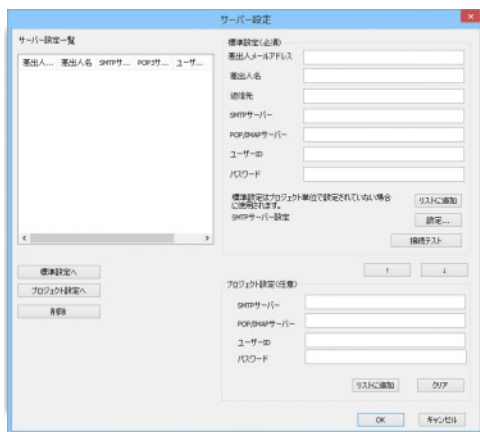 サーバー設定
サーバー設定一覧
差出人... 差出人名 SMTPサ... POP3サ... ユーザ...
標準設定へ
プロジェクト設定へ
削除
標準設定(必須)
差出人メールアドレス
差出人名
返信先
SMTPサーバー
POP/IMAPサーバー
ユーザーID
パスワード
標準設定はプロジェクト単位で設定されていない場合
に使用されます。
リストに追加
SMTPサーバー設定
設定...
接続テスト
↑ ↓
プロジェクト設定(任意)
SMTPサーバー
POP/IMAPサーバー
ユーザーID
パスワード
リストに追加 クリア
OK キャンセル